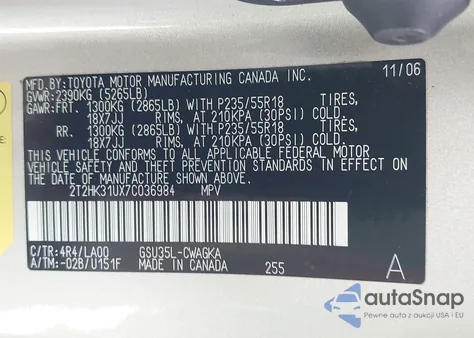 MFD.BY:TOYOTA MOTOR MANUFACTURING CANADA INC. 11/06
GVWR:2390KG (5265LB)
GAWR:FRT. 1300KG (2865LB) WITH P235/55R18 TIRES,
18X7JJ RIMS, AT 210KPA (30PSI) COLD
RR. 1300KG (2865LB) WITH P235/55R18 TIRES,
18X7JJ RIMS, AT 210KPA (30PSI) COLD
THIS VEHICLE CONFORMS TO ALL APPLICABLE FEDERAL MOTOR
VEHICLE SAFETY AND THEFT PREVENTION STANDARDS IN EFFECT ON
THE DATE OF MANUFACTURE SHOWN ABOVE.
2T2HK31UX7C036984 MPV
C/TR:4R4/LA00 GSU35L-CWAGKA
A/TM:-02B/U151F MADE IN CANADA 255 A
autoSnap
Pewne auta z dostawą z USA i EU